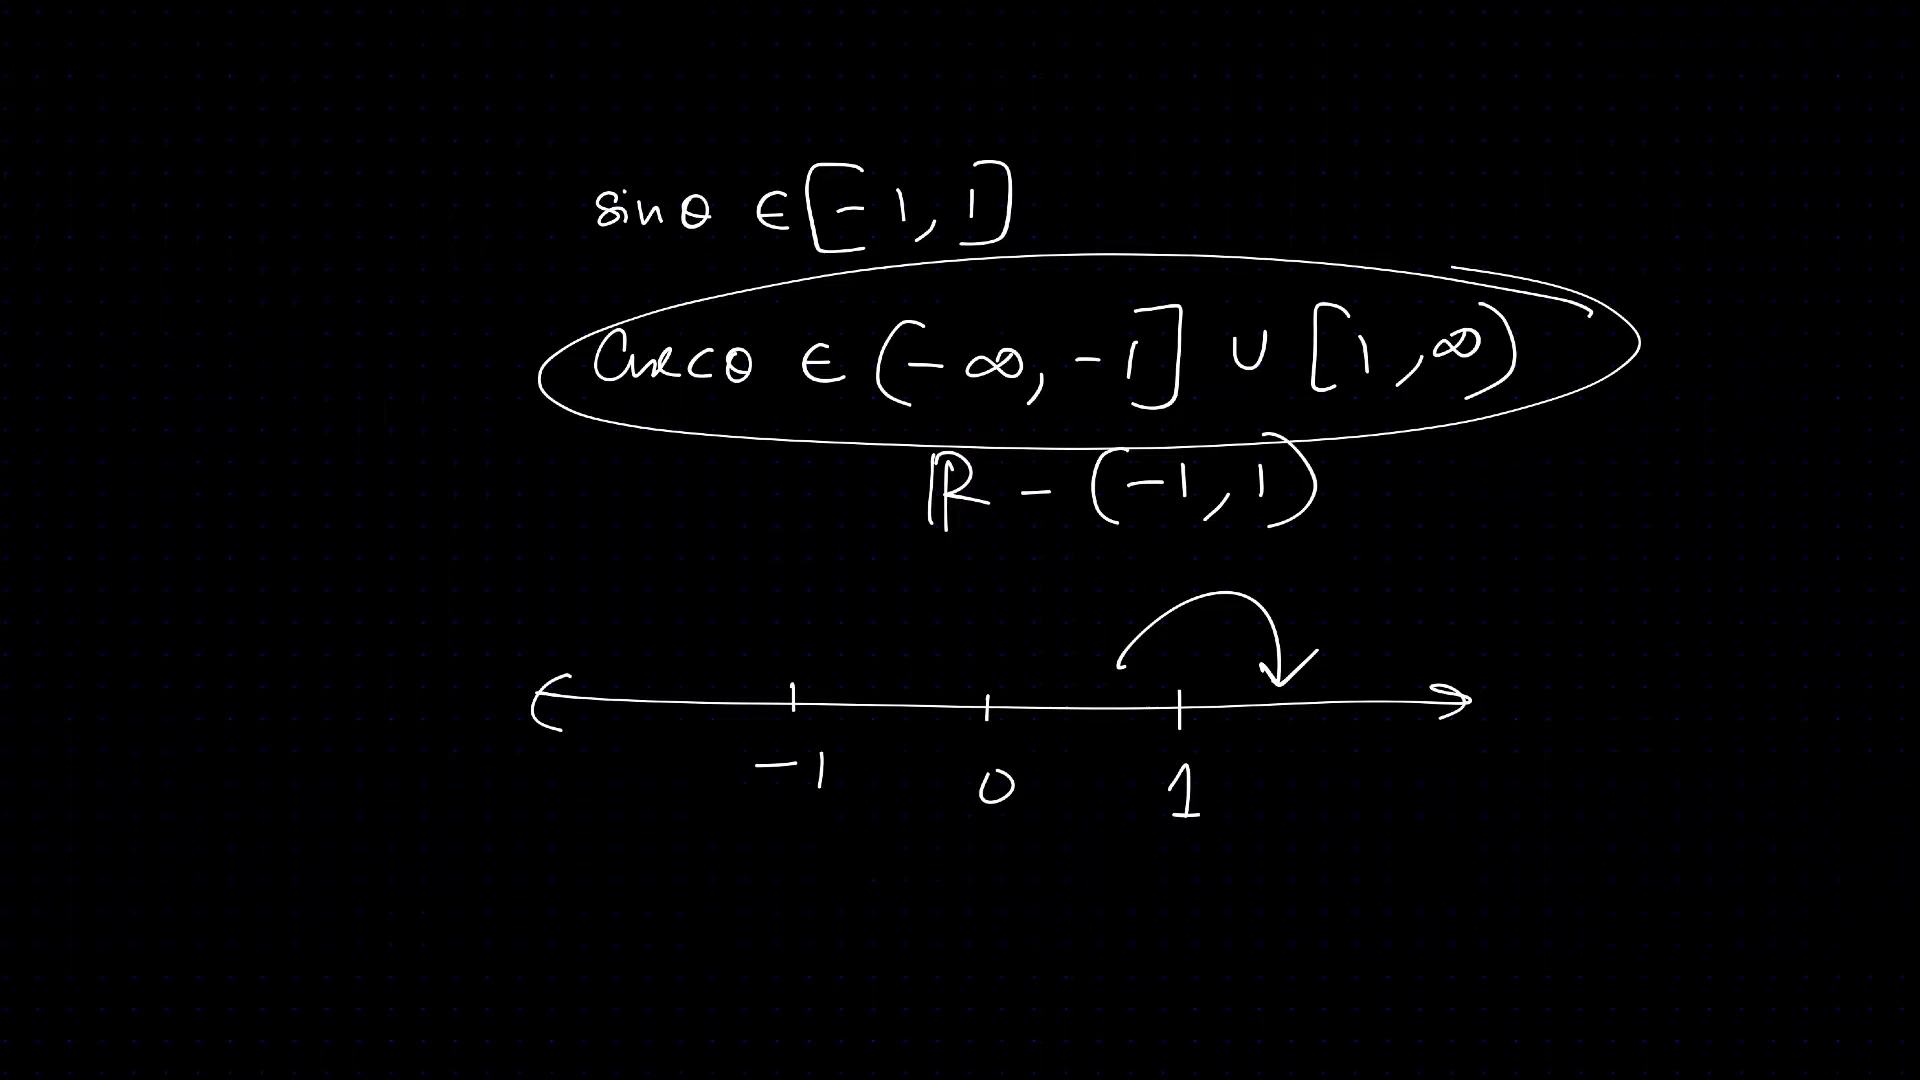 sin θ ∈ [-1, 1]
Cosec θ ∈ (-∞, -1] ∪ [1, ∞)
ℝ - (-1, 1)
-1 0 1